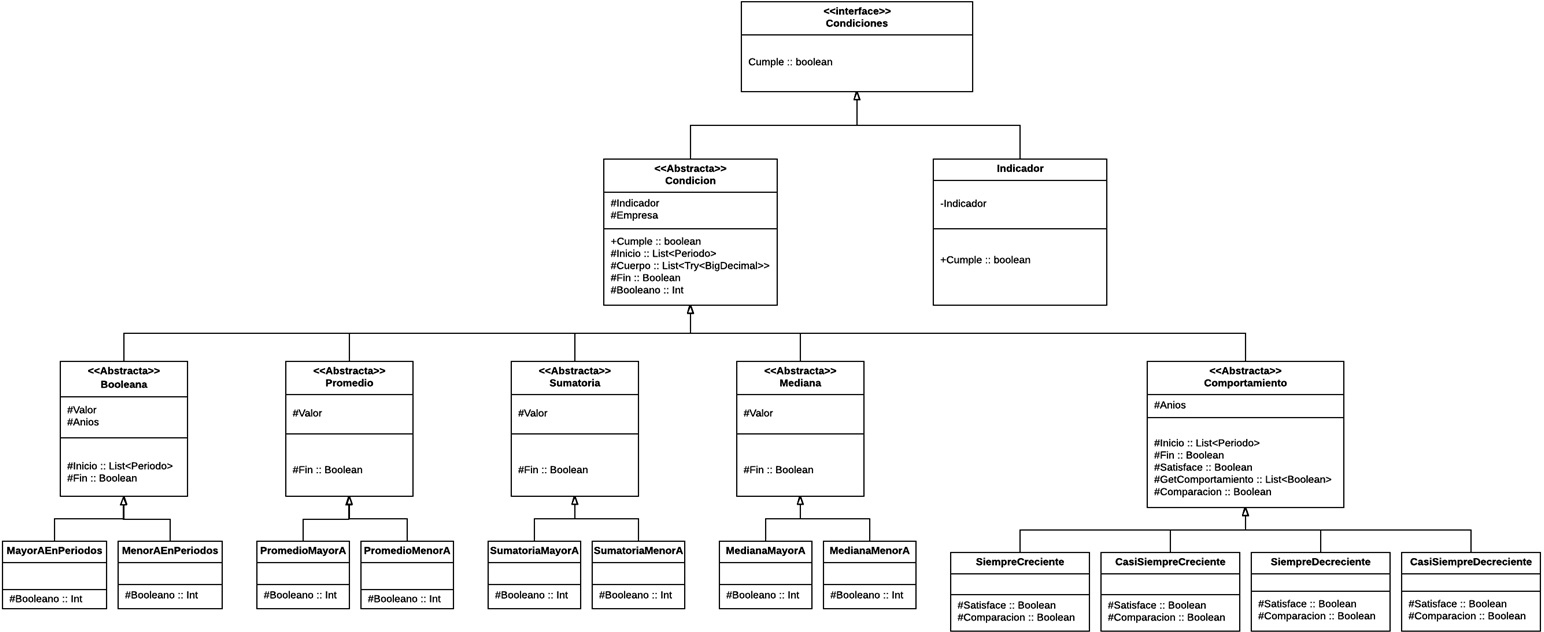 <<interface>>
Condiciones
Cumple :: boolean
<<Abstracta>>
Condicion
#Indicador
#Empresa
+Cumple :: boolean
#Inicio :: List<Periodo>
#Cuerpo :: List<Try<BigDecimal>>
#Fin :: Boolean
#Booleano :: Int
Indicador
-Indicador
+Cumple :: boolean
<<Abstracta>>
Booleana
#Valor
#Anios
#Inicio :: List<Periodo>
#Fin :: Boolean
<<Abstracta>>
Promedio
#Valor
#Fin :: Boolean
<<Abstracta>>
Sumatoria
#Valor
#Fin :: Boolean
<<Abstracta>>
Mediana
#Valor
#Fin :: Boolean
<<Abstracta>>
Comportamiento
#Anios
#Inicio :: List<Periodo>
#Fin :: Boolean
#Satisface :: Boolean
#GetComportamiento :: List<Boolean>
#Comparacion :: Boolean
MayorAEnPeriodos
#Booleano :: Int
MenorAEnPeriodos
#Booleano :: Int
PromedioMayorA
#Booleano :: Int
PromedioMenorA
#Booleano :: Int
SumatoriaMayorA
#Booleano :: Int
SumatoriaMenorA
#Booleano :: Int
MedianaMayorA
#Booleano :: Int
MedianaMenorA
#Booleano :: Int
SiempreCreciente
#Satisface :: Boolean
#Comparacion :: Boolean
CasiSiempreCreciente
#Satisface :: Boolean
#Comparacion :: Boolean
SiempreDecreciente
#Satisface :: Boolean
#Comparacion :: Boolean
CasiSiempreDecreciente
#Satisface :: Boolean
#Comparacion :: Boolean